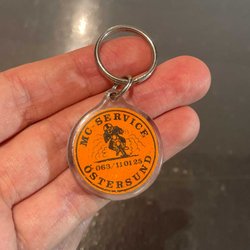 MC-SERVICE
063/11 01 25
ÖSTERSUND